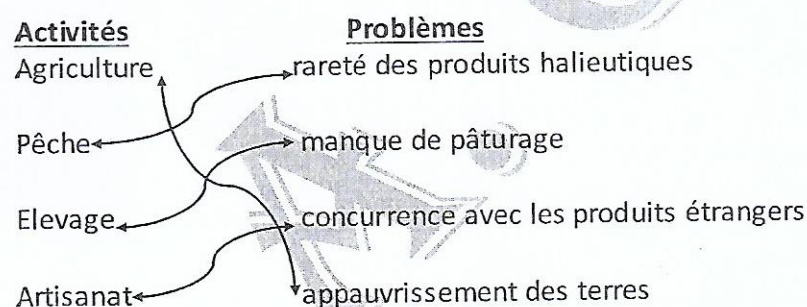 Activités Problèmes
Agriculture rareté des produits halieutiques
Pêche manque de pâturage
Elevage concurrence avec les produits étrangers
Artisanat appauvrissement des terres